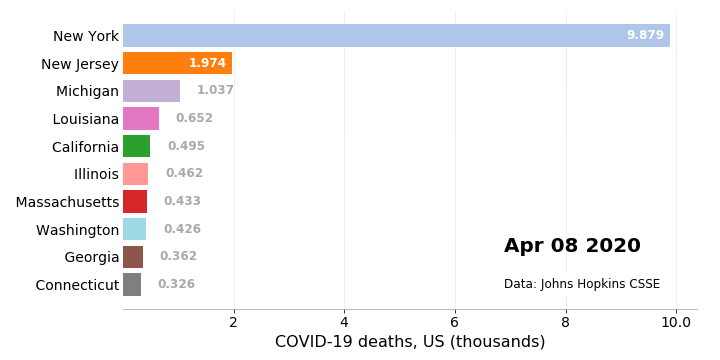 New York 9.879
New Jersey 1.974
Michigan 1.037
Louisiana 0.652
California 0.495
Illinois 0.462
Massachusetts 0.433
Washington 0.426
Georgia 0.362
Connecticut 0.326
Apr 08 2020
Data: Johns Hopkins CSSE
2 4 6 8 10.0
COVID-19 deaths, US (thousands)